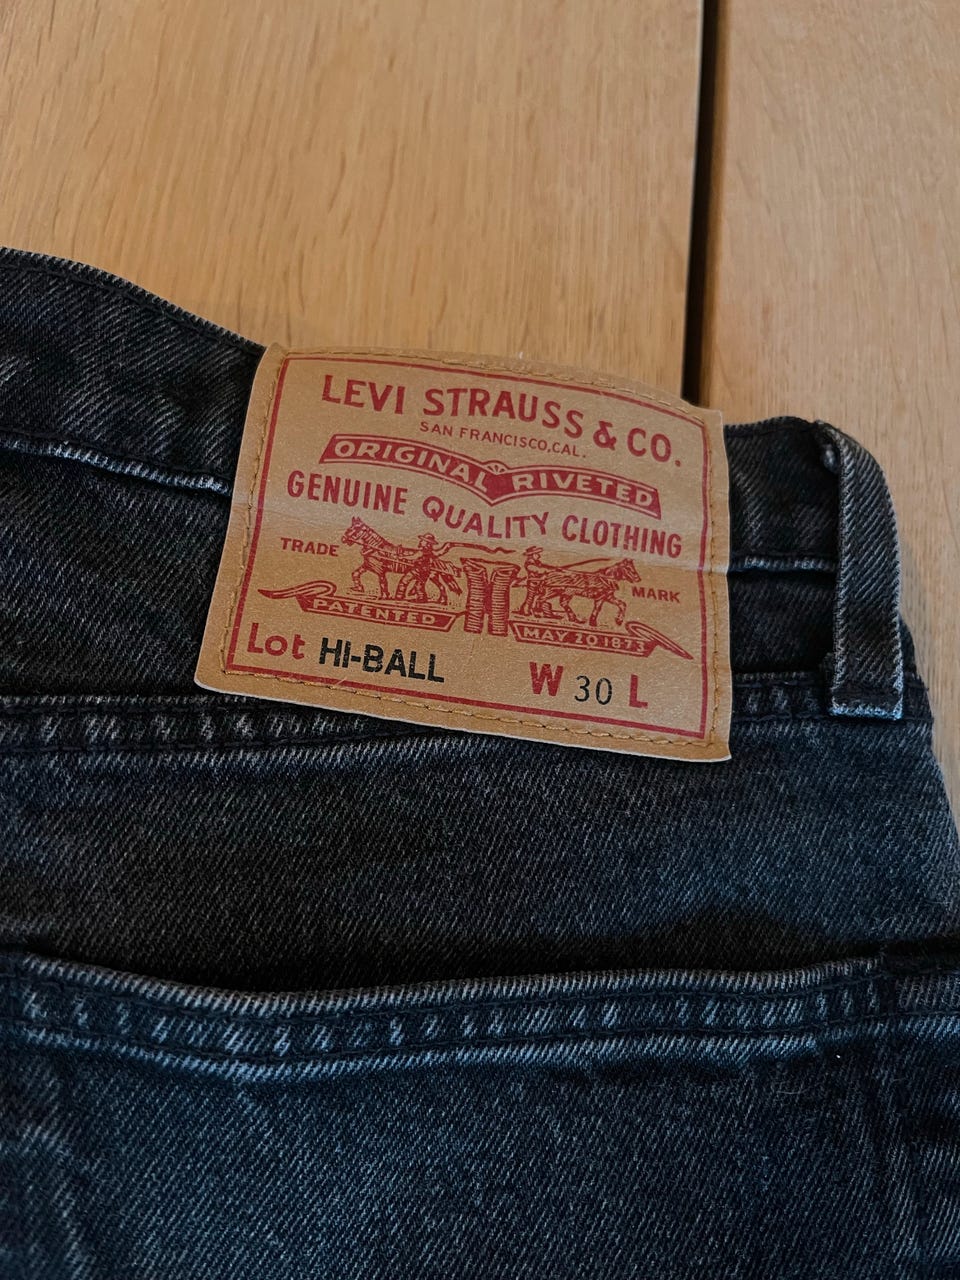 LEVI STRAUSS & CO.
SAN FRANCISCO, CAL.
ORIGINAL RIVETED
GENUINE QUALITY CLOTHING
TRADE MARK
PATENTED MAY 20 1873
Lot HI-BALL W 30 L